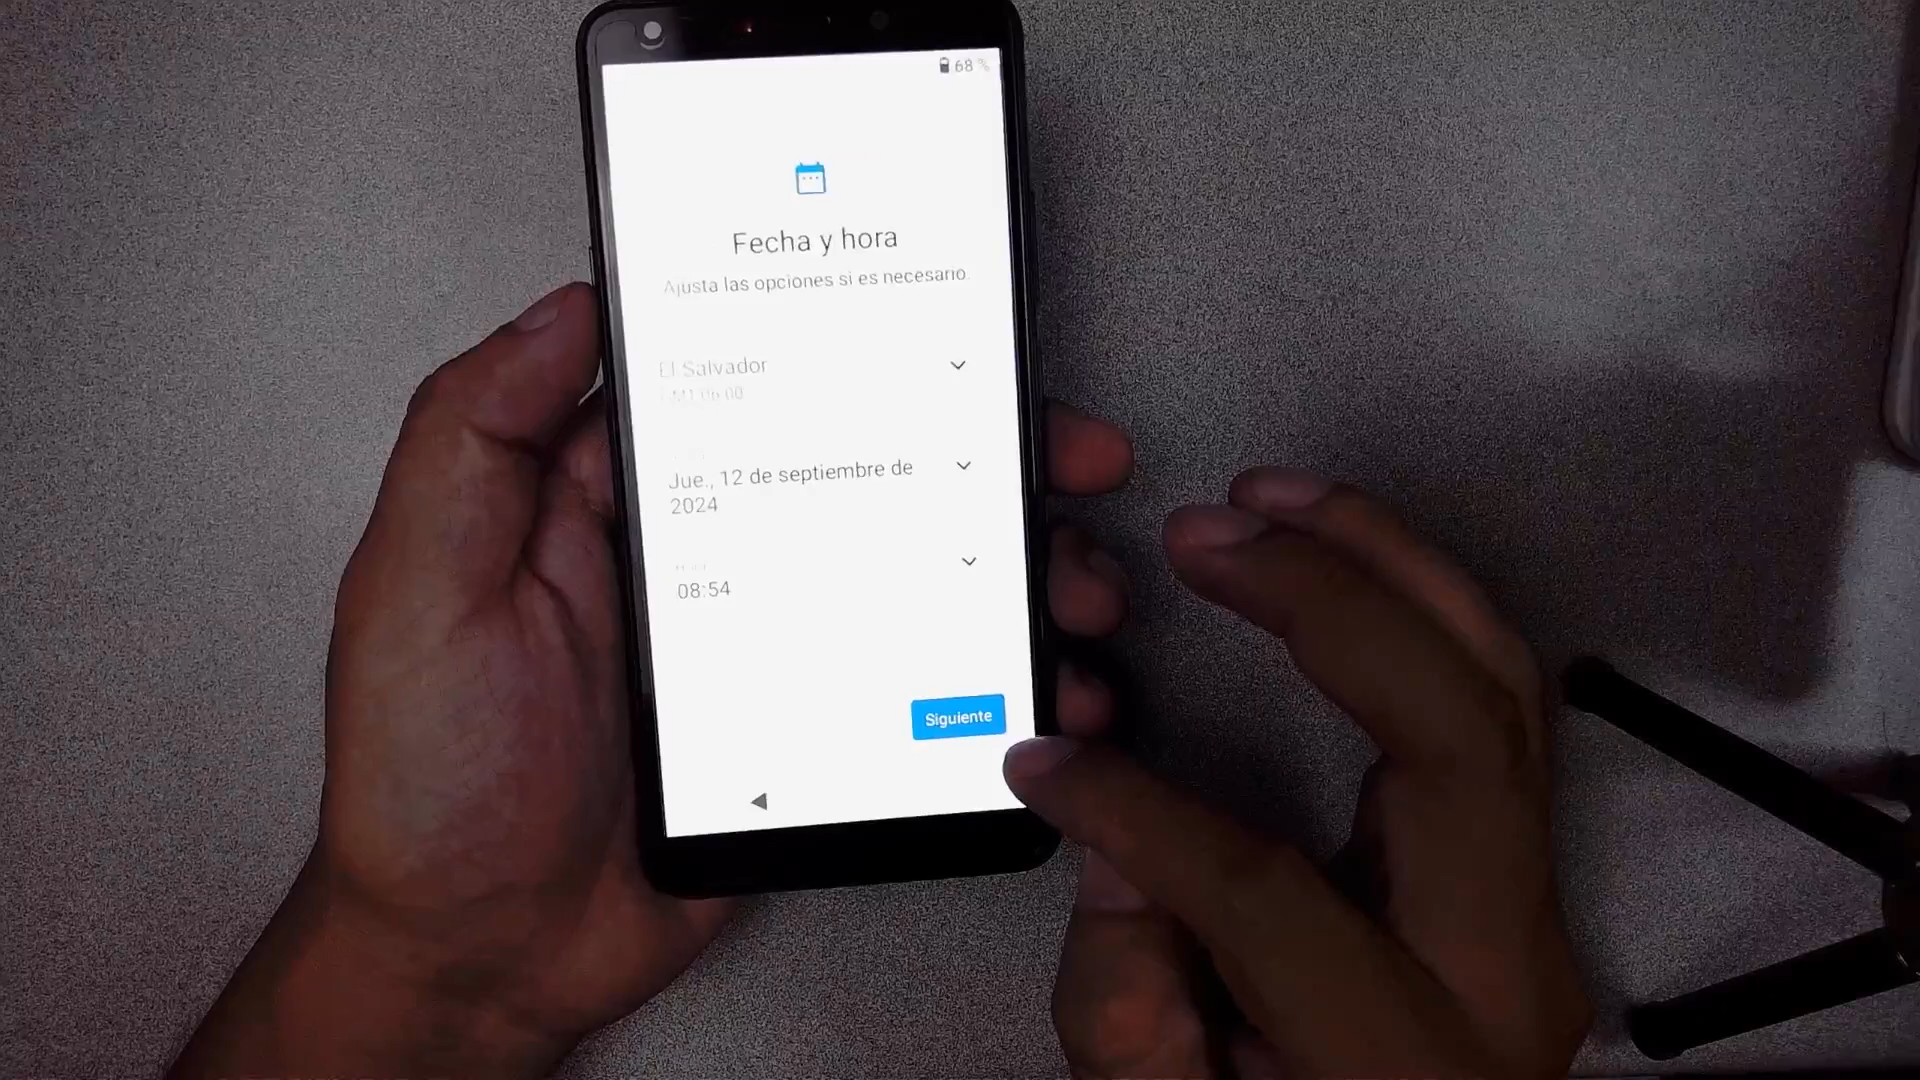 68 %
Fecha y hora
Ajusta las opciones si es necesario.
El Salvador
Jue., 12 de septiembre de
2024
08:54
Siguiente